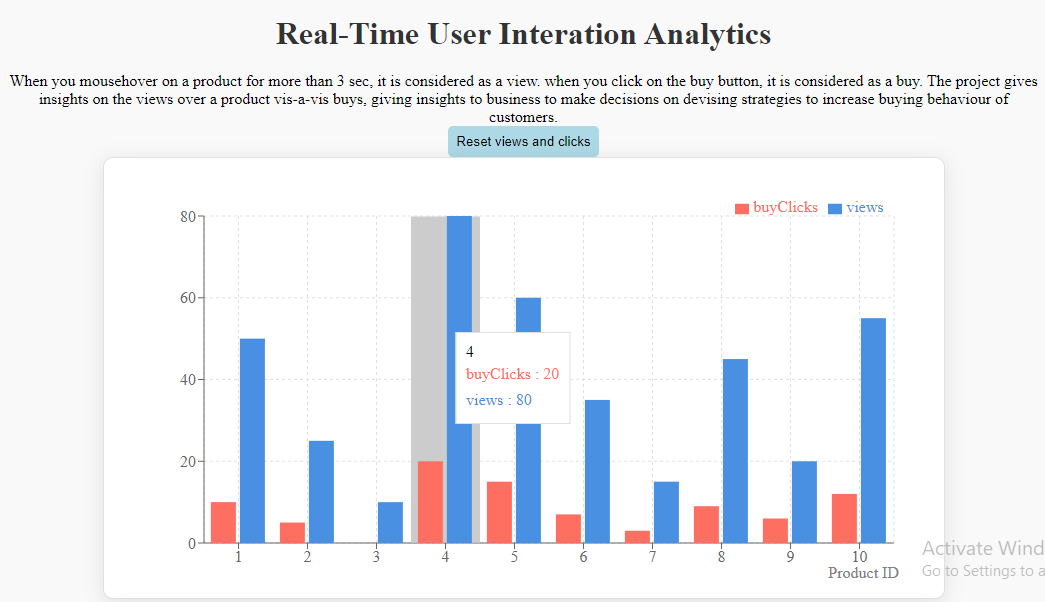 Real-Time User Interation Analytics
When you mousehover on a product for more than 3 sec, it is considered as a view. when you click on the buy button, it is considered as a buy. The project gives
insights on the views over a product vis-a-vis buys, giving insights to business to make decisions on devising strategies to increase buying behaviour of
customers.
Reset views and clicks
buyClicks views
80
60
40
20
0
4
buyClicks : 20
views : 80
1 2 3 4 5 6 7 8 9 10
Product ID
Activate Wind
Go to Settings to a